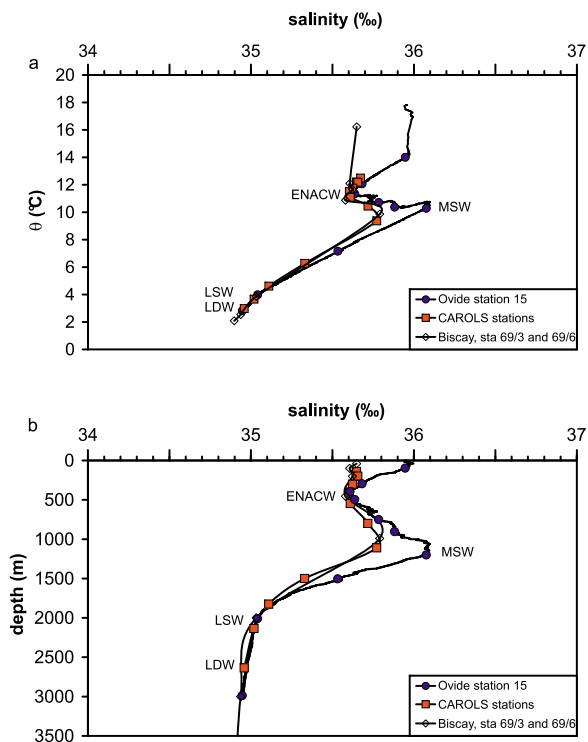 salinity (‰)
34 35 36 37
a
20
18
16
14
12
10
8
6
4
2
0
θ (°C)
ENACW
MSW
LSW
LDW
Ovide station 15
CAROLS stations
Biscay, sta 69/3 and 69/6
b
salinity (‰)
34 35 36 37
0
500
1000
1500
2000
2500
3000
3500
depth (m)
ENACW
MSW
LSW
LDW
Ovide station 15
CAROLS stations
Biscay, sta 69/3 and 69/6